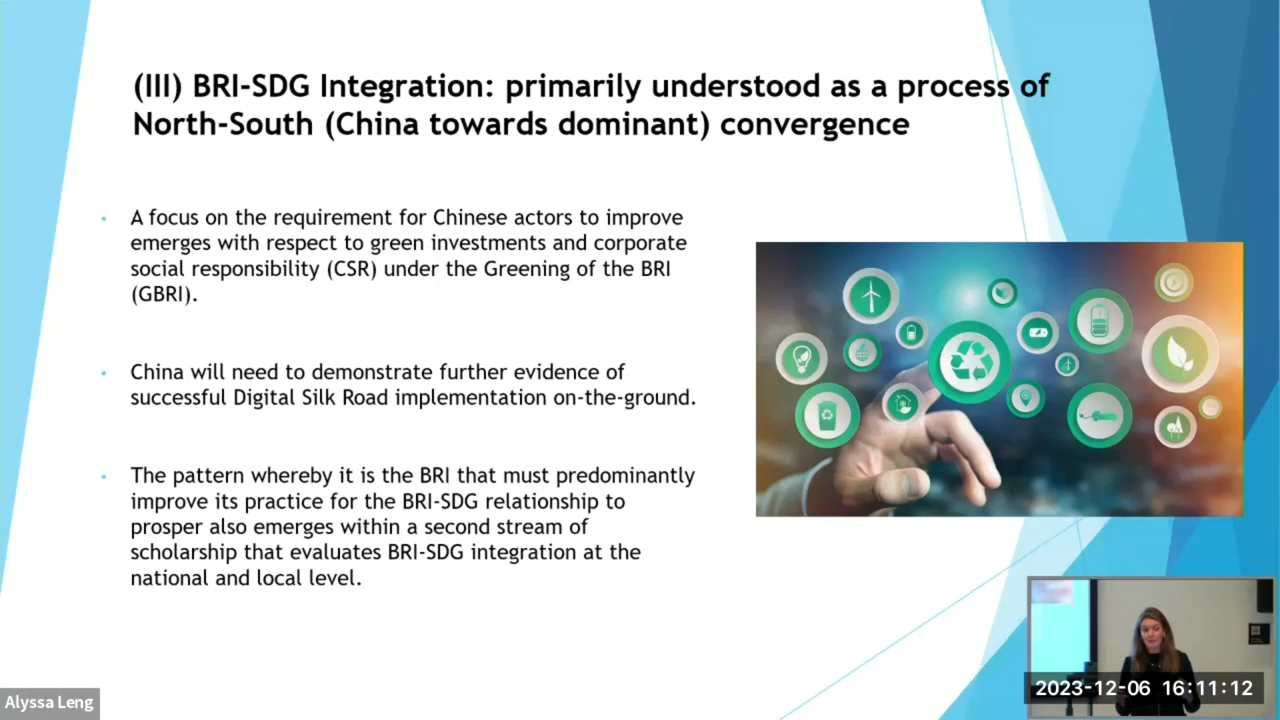 (III) BRI-SDG Integration: primarily understood as a process of
North-South (China towards dominant) convergence
A focus on the requirement for Chinese actors to improve
emerges with respect to green investments and corporate
social responsibility (CSR) under the Greening of the BRI
(GBRI).
China will need to demonstrate further evidence of
successful Digital Silk Road implementation on-the-ground.
The pattern whereby it is the BRI that must predominantly
improve its practice for the BRI-SDG relationship to
prosper also emerges within a second stream of
scholarship that evaluates BRI-SDG integration at the
national and local level.
2023-12-06 16:11:12
Alyssa Leng